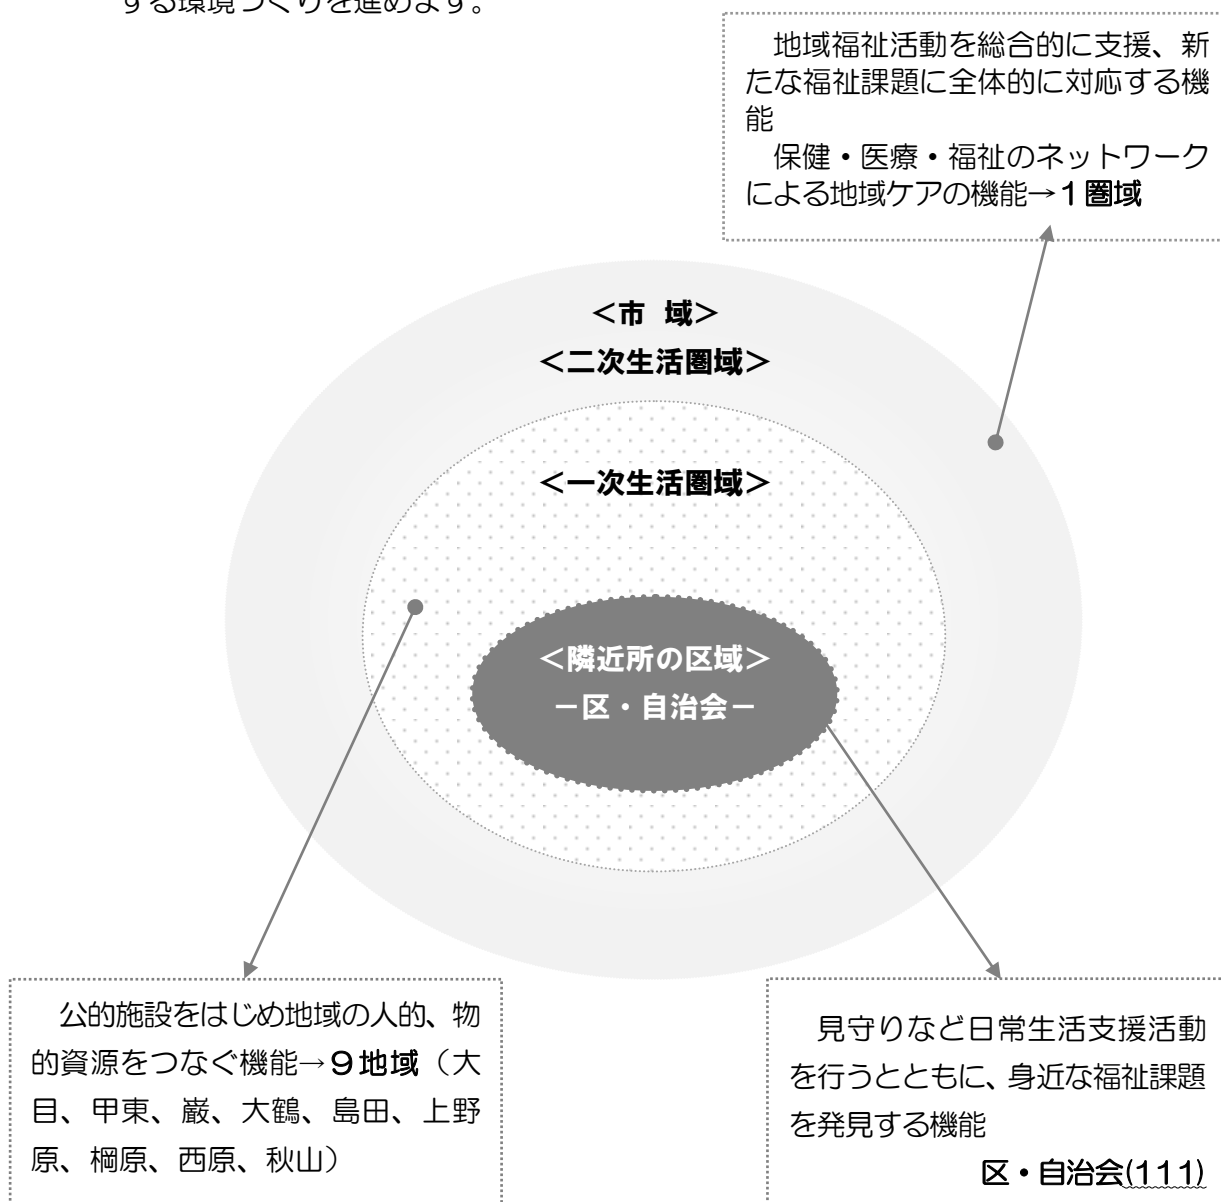 する環境づくりを進めます。
地域福祉活動を総合的に支援、新
たな福祉課題に全体的に対応する機
能
保健・医療・福祉のネットワーク
による地域ケアの機能→１圏域
＜市 域＞
＜二次生活圏域＞
＜一次生活圏域＞
＜隣近所の区域＞
－区・自治会－
公的施設をはじめ地域の人的、物
的資源をつなぐ機能→９地域（大
目、甲東、巌、大鶴、島田、上野
原、棡原、西原、秋山）
見守りなど日常生活支援活動
を行うとともに、身近な福祉課題
を発見する機能
区・自治会(111)